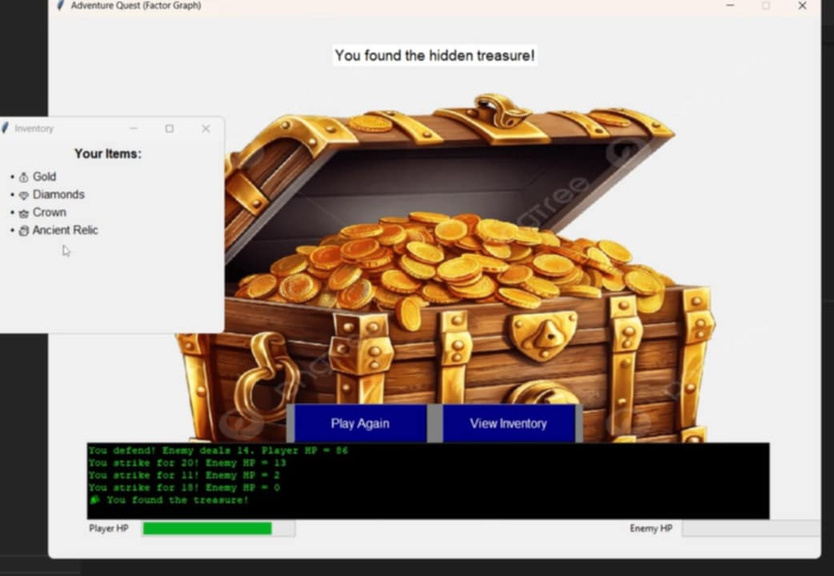 Adventure Quest (Factor Graph)
You found the hidden treasure!
Inventory
Your Items:
• Gold
• Diamonds
• Crown
• Ancient Relic
Play Again
View Inventory
You defend! Enemy deals 14. Player HP = 86
You strike for 20! Enemy HP = 13
You strike for 11! Enemy HP = 2
You strike for 18! Enemy HP = 0
You found the treasure!
Player HP
Enemy HP